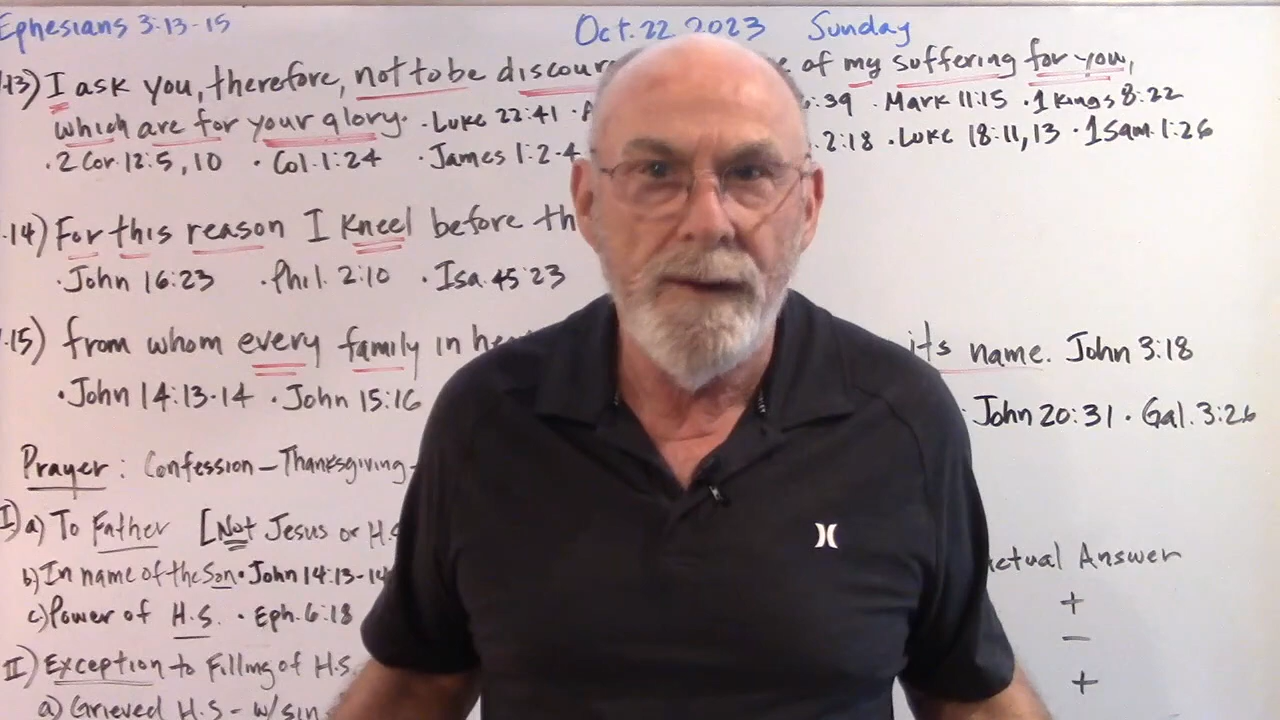 Ephesians 3:13-15 Oct. 22 2023 Sunday
.13) I ask you, therefore, not to be discour of my suffering for you,
which are for your glory. · Luke 22:41 · :39 · Mark 11:15 · 1 Kings 8:22
· 2 Cor. 12:5, 10 · Col. 1:24 · James 1:2-4 2:18 · Luke 18:11, 13 · 1 Sam. 1:26
.14) For this reason I kneel before th
· John 16:23 · Phil. 2:10 · Isa. 45:23
.15) from whom every family in he its name. John 3:18
· John 14:13-14 · John 15:16 · John 20:31 · Gal. 3:26
Prayer: Confession - Thanksgiving -
I) a) To Father [Not Jesus or H.S ctual Answer
b) In name of the Son · John 14:13-14
+
c) Power of H.S. · Eph. 6:18
-
II) Exception to Filling of H.S.
+
a) Grieved H.S - w/sin